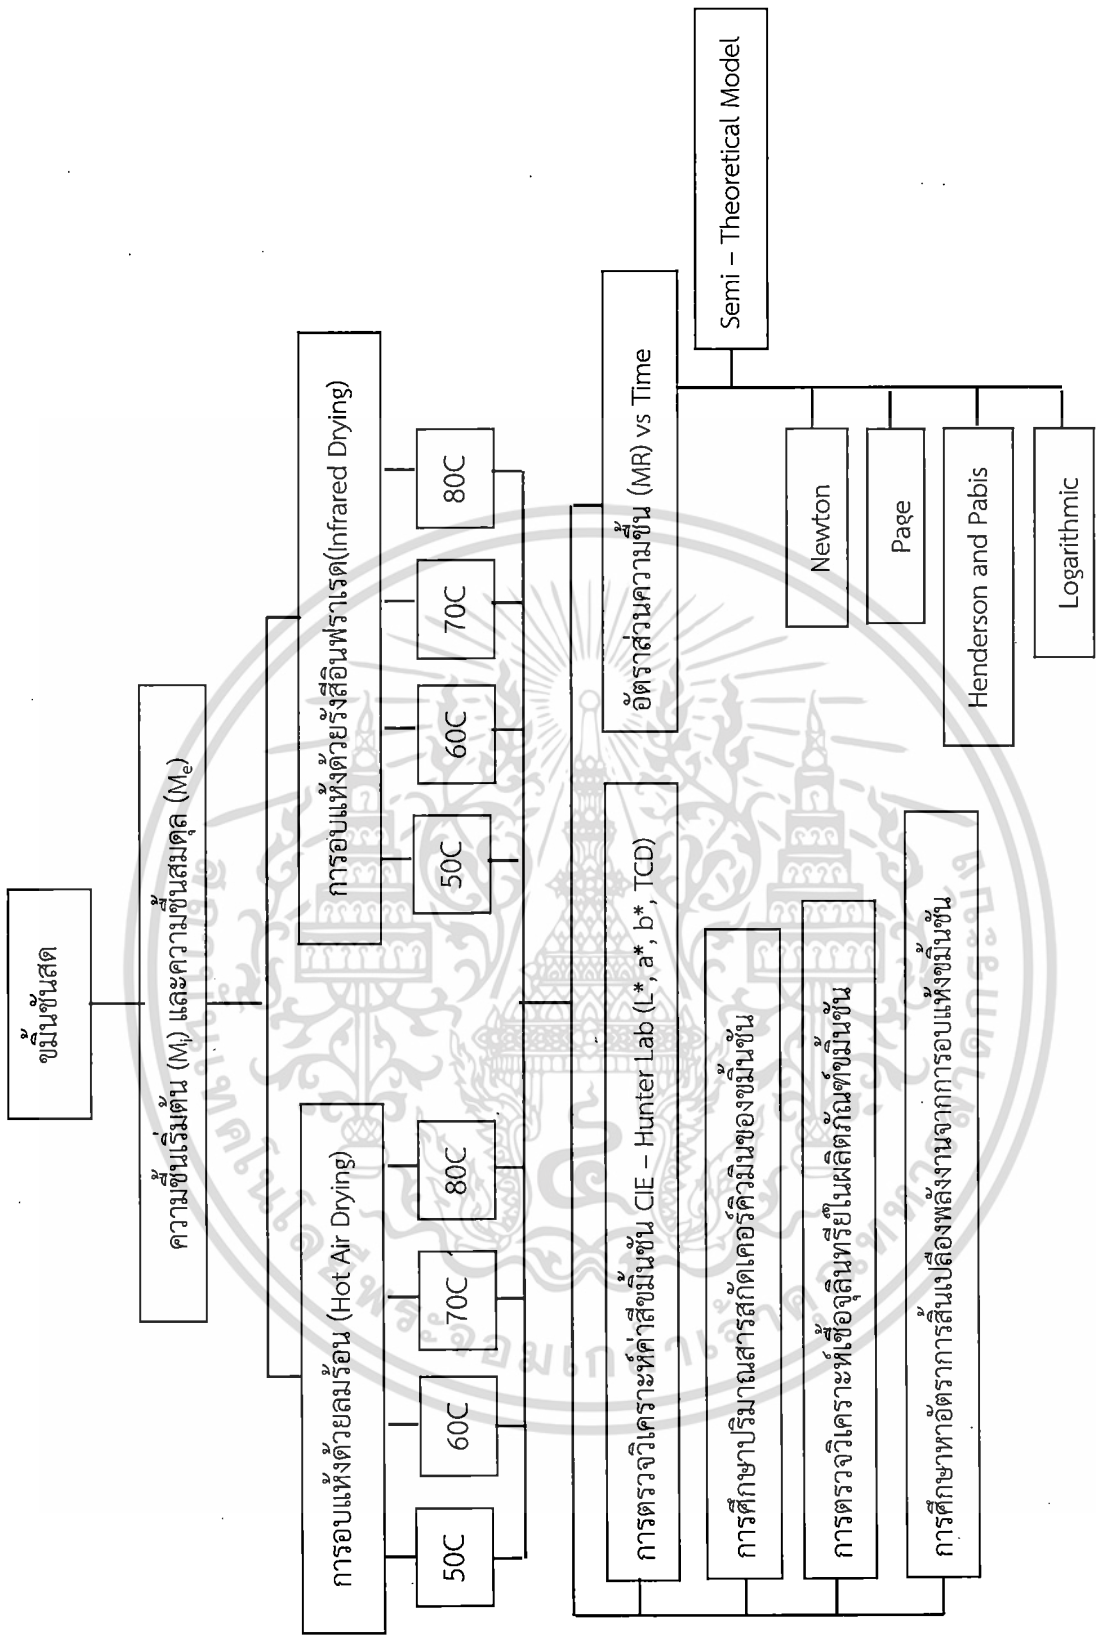 ขมิ้นชันสด
ความชื้นเริ่มต้น (Mᵢ) และความชื้นสมดุล (Mₑ)
การอบแห้งด้วยลมร้อน (Hot Air Drying)
50C
60C
70C
80C
การอบแห้งด้วยรังสีอินฟราเรด(Infrared Drying)
50C
60C
70C
80C
การตรวจวิเคราะห์ค่าสีขมิ้นชัน CIE – Hunter Lab (L*, a*, b*, TCD)
การศึกษาปริมาณสารสกัดเคอร์คิวมินของขมิ้นชัน
การตรวจวิเคราะห์เชื้อจุลินทรีย์ในผลิตภัณฑ์ขมิ้นชัน
การศึกษาหาอัตราการสิ้นเปลืองพลังงานจากการอบแห้งขมิ้นชัน
อัตราส่วนความชื้น (MR) vs Time
Semi – Theoretical Model
Newton
Page
Henderson and Pabis
Logarithmic